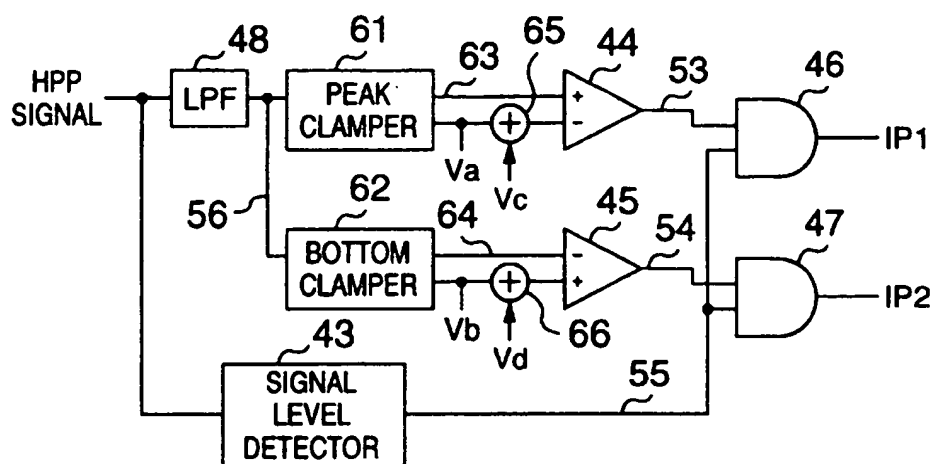 HPP
SIGNAL
48
LPF
61
PEAK
CLAMPER
63
65
+
44
+
-
53
46
IP1
Va
Vc
56
62
BOTTOM
CLAMPER
64
+
45
-
+
54
47
IP2
Vb
66
Vd
43
SIGNAL
LEVEL
DETECTOR
55